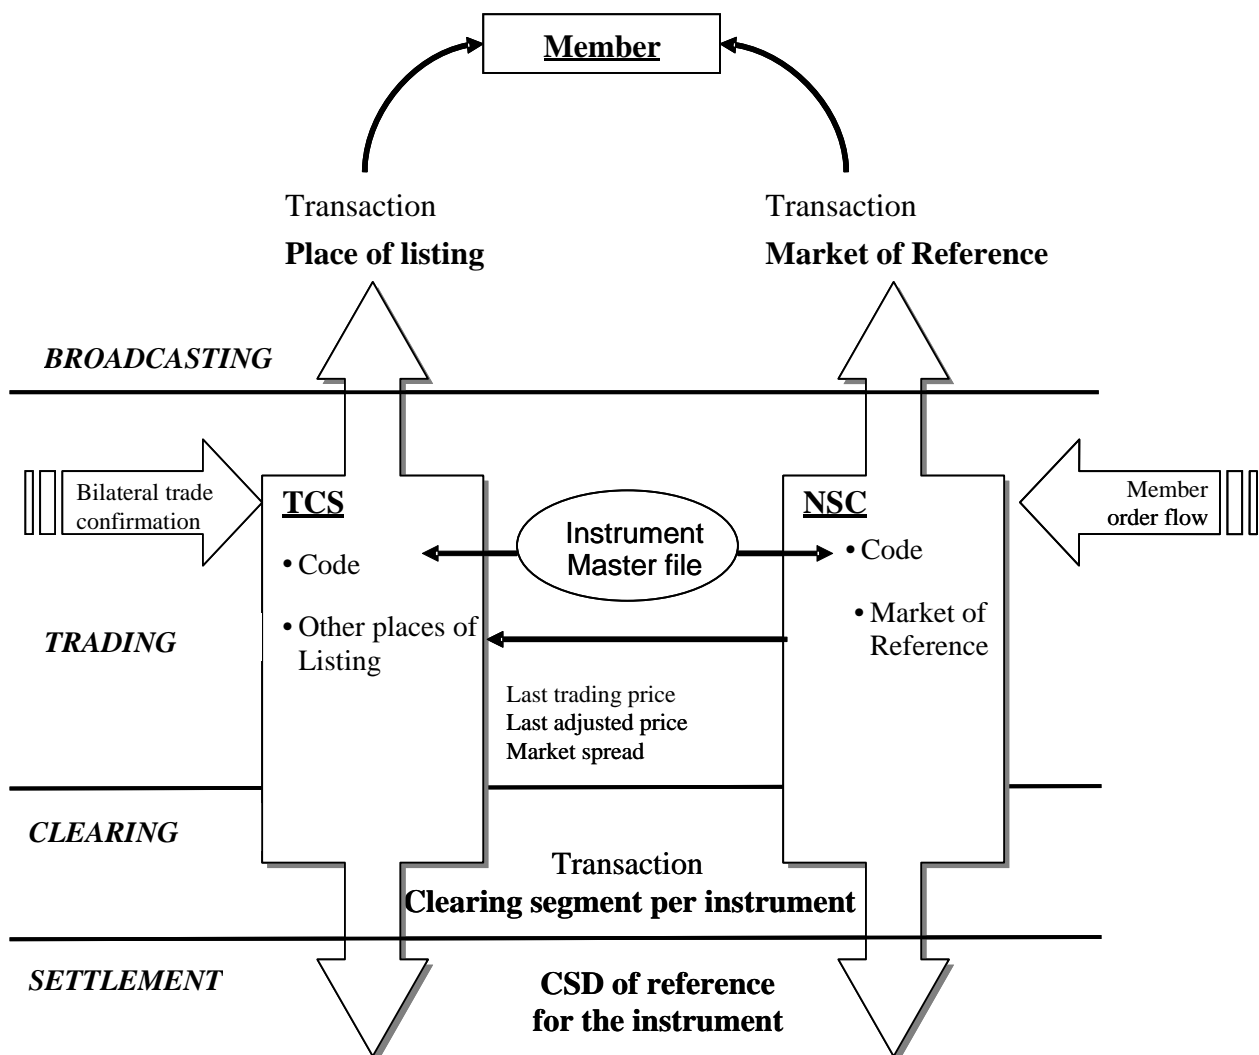 Member
Transaction
Place of listing
Transaction
Market of Reference
BROADCASTING
Bilateral trade
confirmation
TCS
• Code
• Other places of
Listing
Instrument
Master file
NSC
• Code
• Market of
Reference
Member
order flow
TRADING
Last trading price
Last adjusted price
Market spread
CLEARING
Transaction
Clearing segment per instrument
SETTLEMENT
CSD of reference
for the instrument